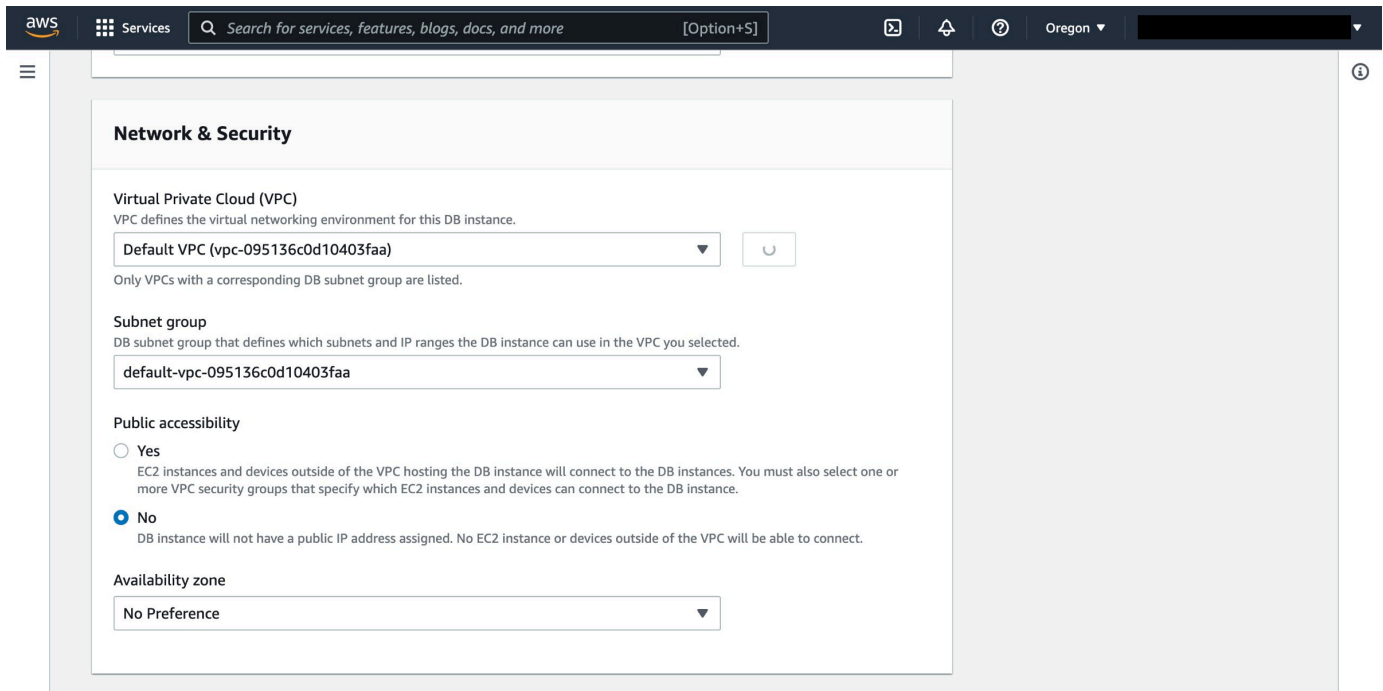 aws
Services
Search for services, features, blogs, docs, and more [Option+S]
Oregon
Network & Security
Virtual Private Cloud (VPC)
VPC defines the virtual networking environment for this DB instance.
Default VPC (vpc-095136c0d10403faa)
Only VPCs with a corresponding DB subnet group are listed.
Subnet group
DB subnet group that defines which subnets and IP ranges the DB instance can use in the VPC you selected.
default-vpc-095136c0d10403faa
Public accessibility
Yes
EC2 instances and devices outside of the VPC hosting the DB instance will connect to the DB instances. You must also select one or
more VPC security groups that specify which EC2 instances and devices can connect to the DB instance.
No
DB instance will not have a public IP address assigned. No EC2 instance or devices outside of the VPC will be able to connect.
Availability zone
No Preference